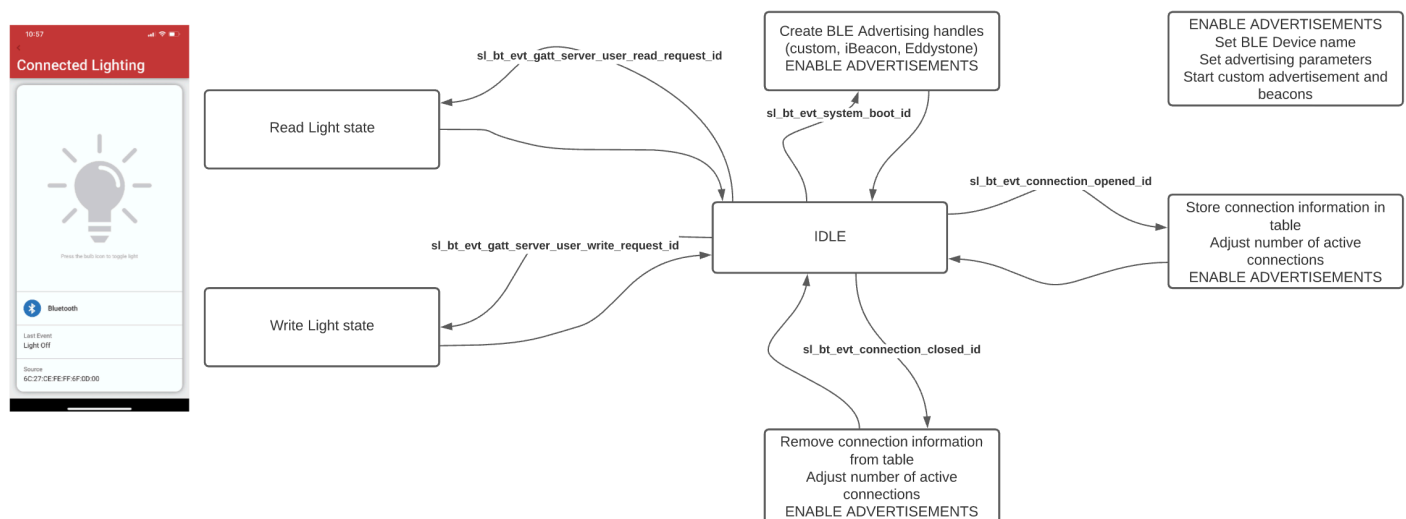 10:57
Connected Lighting
Press the bulb icon to toggle light
Bluetooth
Last Event
Light Off
Source
6C:27:CE:FE:FF:6F:0D:00
sl_bt_evt_gatt_server_user_read_request_id
Read Light state
sl_bt_evt_gatt_server_user_write_request_id
Write Light state
Create BLE Advertising handles
(custom, iBeacon, Eddystone)
ENABLE ADVERTISEMENTS
sl_bt_evt_system_boot_id
IDLE
sl_bt_evt_connection_closed_id
Remove connection information
from table
Adjust number of active
connections
ENABLE ADVERTISEMENTS
ENABLE ADVERTISEMENTS
Set BLE Device name
Set advertising parameters
Start custom advertisement and
beacons
sl_bt_evt_connection_opened_id
Store connection information in
table
Adjust number of active
connections
ENABLE ADVERTISEMENTS